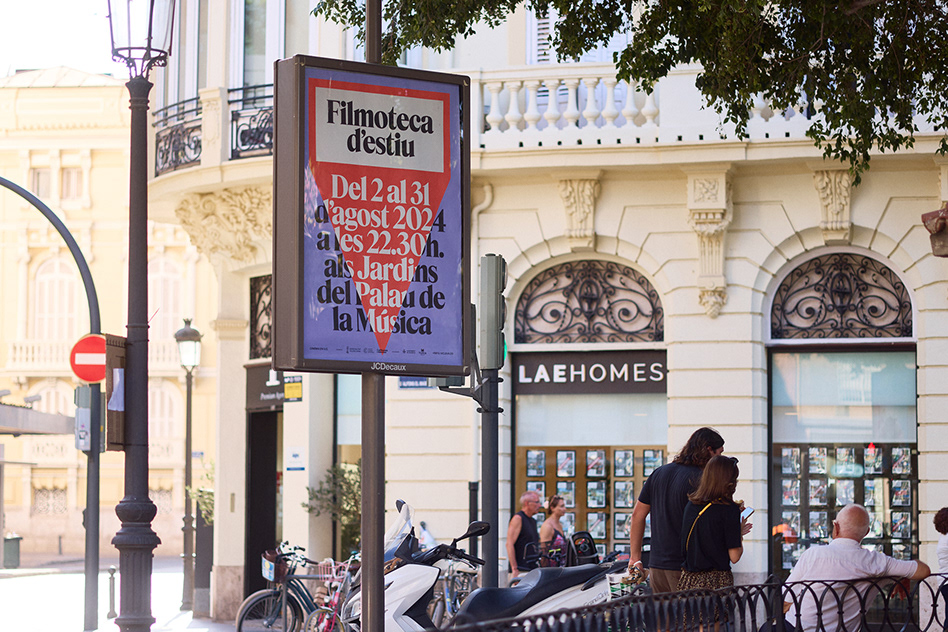 Filmoteca
d'estiu
Del 2 al 31
d'agost 2024
a les 22.30h.
als Jardins
del Palau de
la Música
JCDecaux
LAEHOMES